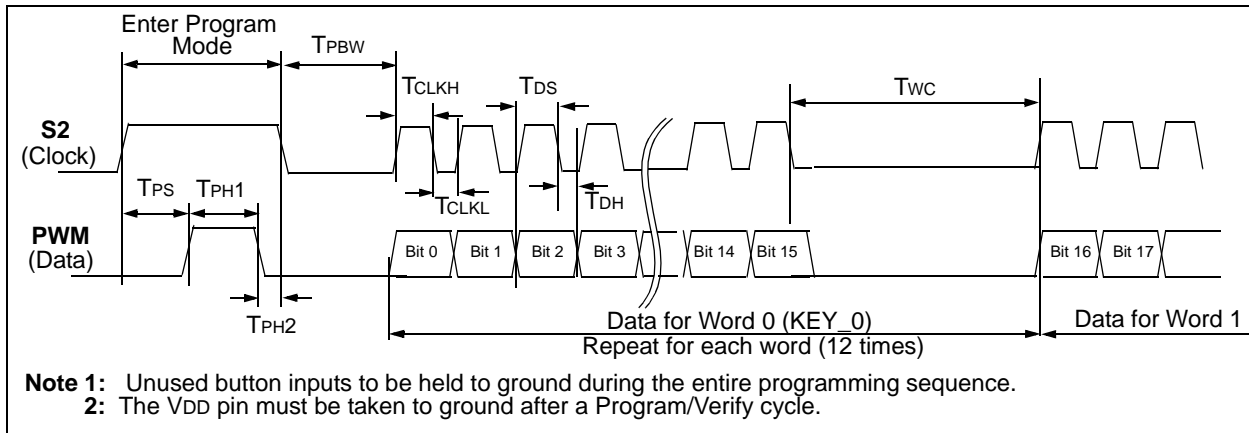 Enter Program
Mode
TPBW
TCLKH
TDS
TWC
S2
(Clock)
TPS
TPH1
TDH
TCLKL
PWM
(Data)
Bit 0
Bit 1
Bit 2
Bit 3
Bit 14
Bit 15
Bit 16
Bit 17
TPH2
Data for Word 0 (KEY_0)
Data for Word 1
Repeat for each word (12 times)
Note 1: Unused button inputs to be held to ground during the entire programming sequence.
2: The VDD pin must be taken to ground after a Program/Verify cycle.